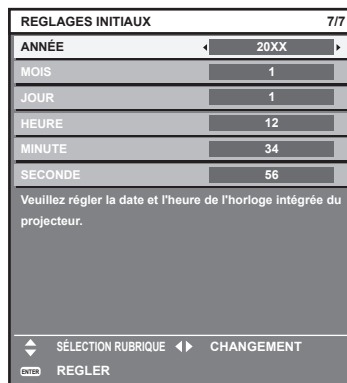 REGLAGES INITIAUX 7/7
ANNÉE 20XX
MOIS 1
JOUR 1
HEURE 12
MINUTE 34
SECONDE 56
Veuillez régler la date et l'heure de l'horloge intégrée du
projecteur.
SÉLECTION RUBRIQUE CHANGEMENT
ENTER REGLER